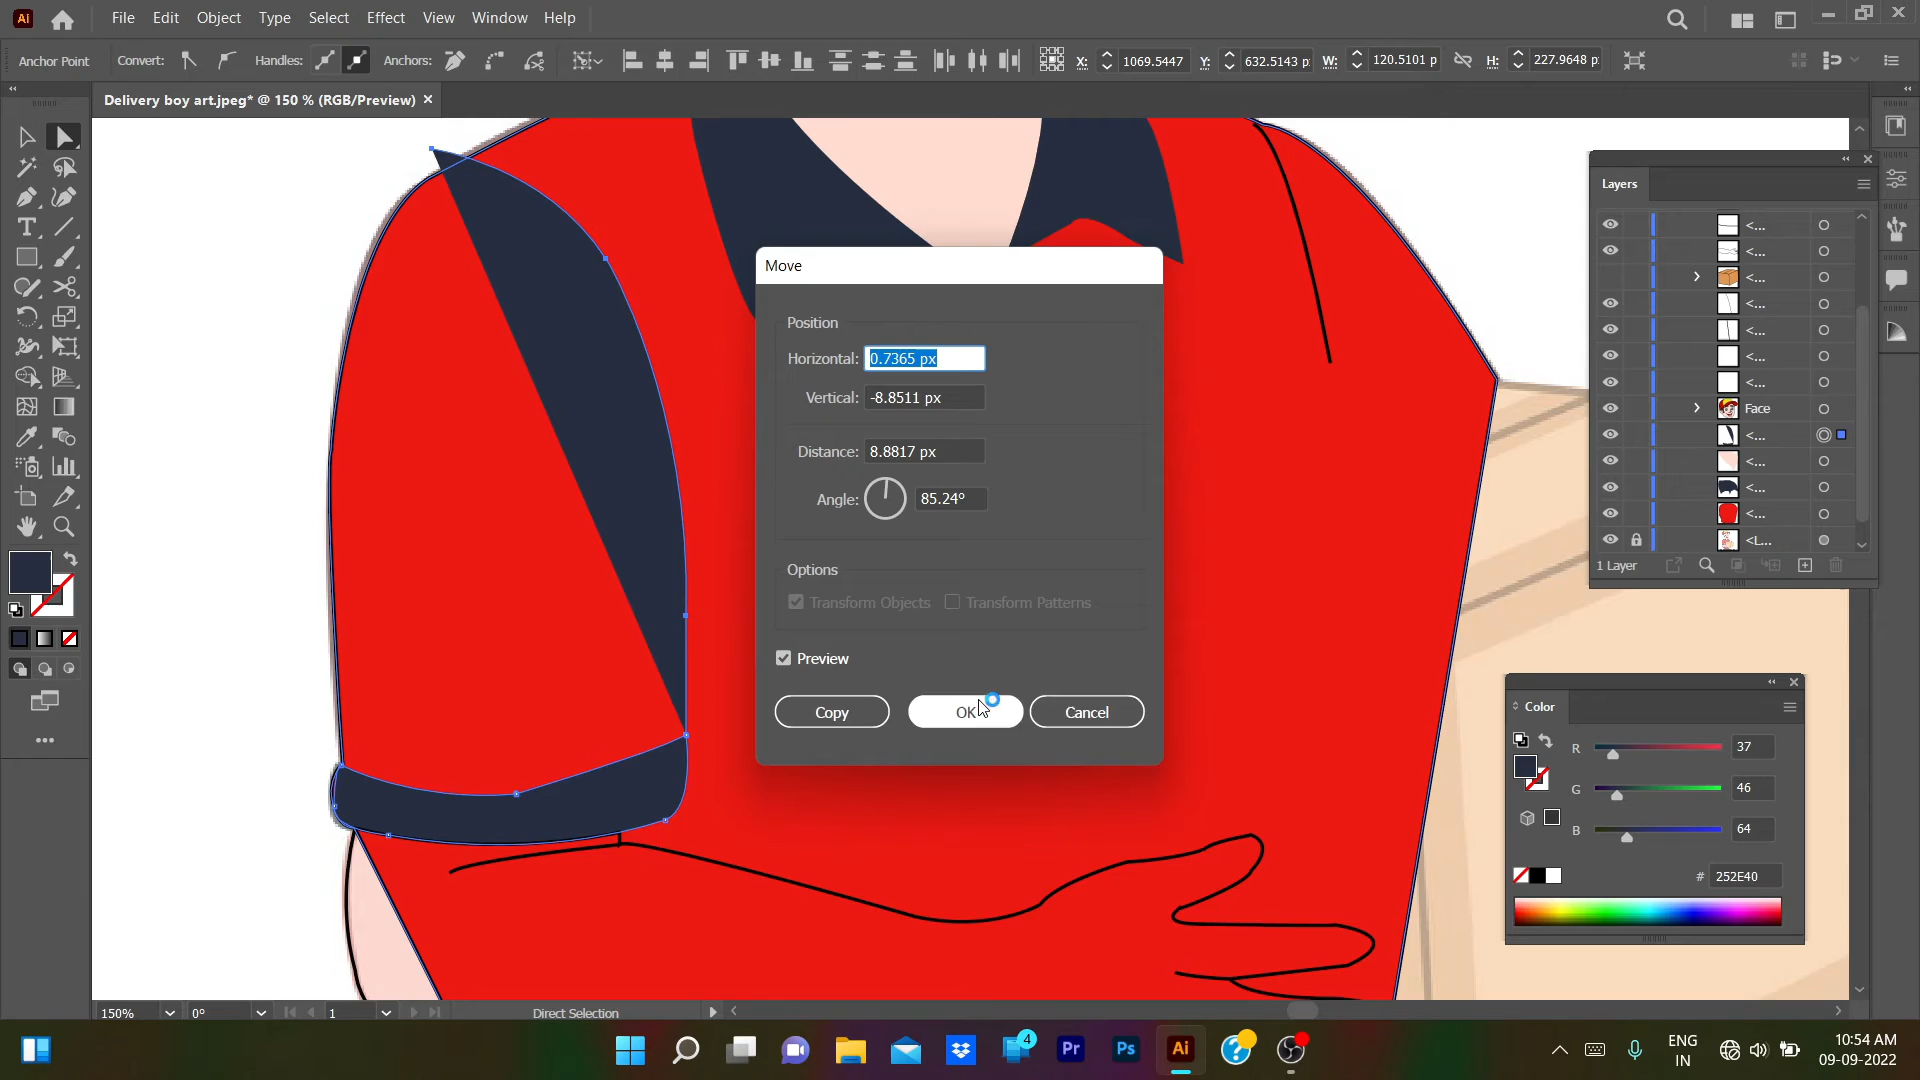 Ai File Edit Object Type Select Effect View Window Help
Anchor Point Convert: Handles: Anchors: X: 1069.5447 Y: 632.5143 p W: 120.5101 p H: 227.9648 p
Delivery boy art.jpeg* @ 150 % (RGB/Preview) ×
Layers
<...
<...
<...
<...
<...
<...
<...
Face
<...
<...
<...
<...
<L...
1 Layer
Move
Position
Horizontal: 0.7365 px
Vertical: -8.8511 px
Distance: 8.8817 px
Angle: 85.24°
Options
Transform Objects Transform Patterns
Preview
Copy OK Cancel
Color
R 37
G 46
B 64
# 252E40
150% 0° 1 Direct Selection
4 Pr Ps Ai
ENG
IN
10:54 AM
09-09-2022